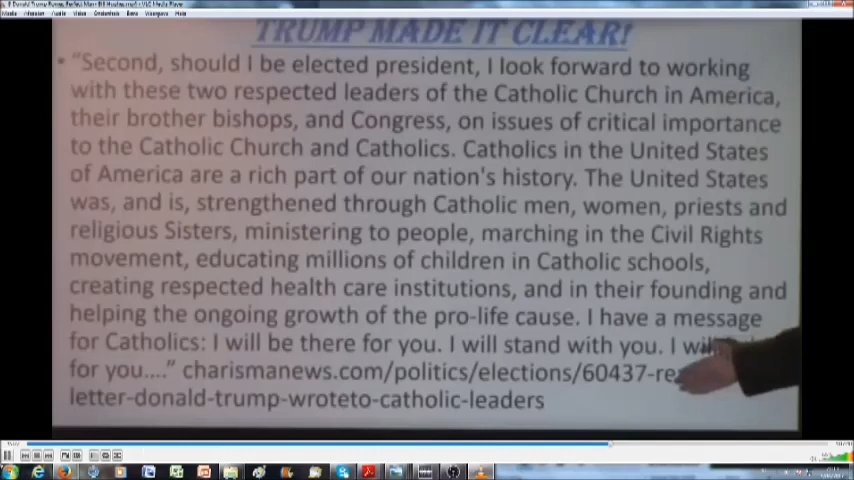 TRUMP MADE IT CLEAR!
• “Second, should I be elected president, I look forward to working
with these two respected leaders of the Catholic Church in America,
their brother bishops, and Congress, on issues of critical importance
to the Catholic Church and Catholics. Catholics in the United States
of America are a rich part of our nation's history. The United States
was, and is, strengthened through Catholic men, women, priests and
religious Sisters, ministering to people, marching in the Civil Rights
movement, educating millions of children in Catholic schools,
creating respected health care institutions, and in their founding and
helping the ongoing growth of the pro-life cause. I have a message
for Catholics: I will be there for you. I will stand with you. I
for you....” charismanews.com/politics/elections/60437-re
letter-donald-trump-wroteto-catholic-leaders